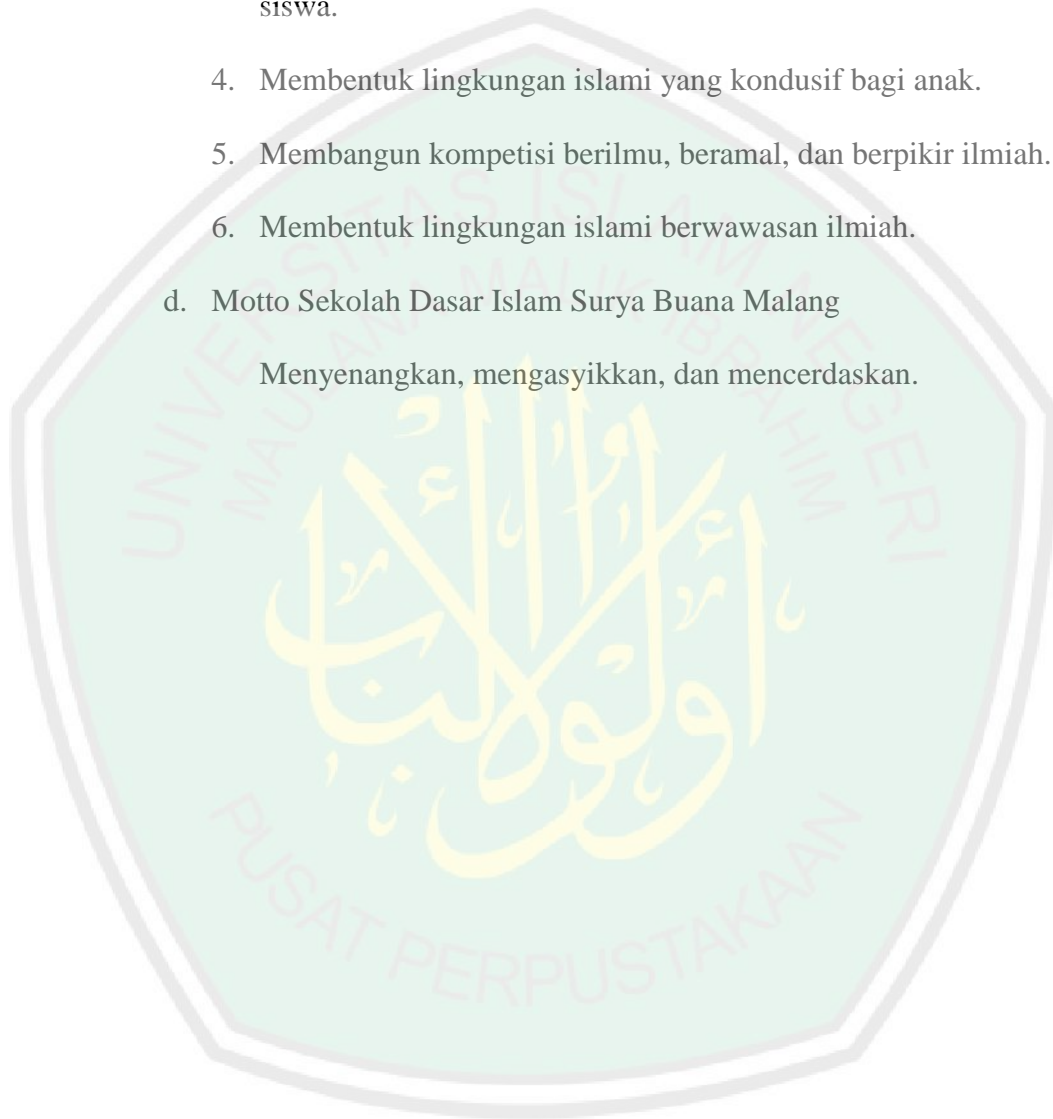 siswa.
4. Membentuk lingkungan islami yang kondusif bagi anak.
5. Membangun kompetisi berilmu, beramal, dan berpikir ilmiah.
6. Membentuk lingkungan islami berwawasan ilmiah.
d. Motto Sekolah Dasar Islam Surya Buana Malang
Menyenangkan, mengasyikkan, dan mencerdaskan.
UNIVERSITAS ISLAM NEGERI
MAULANA MALIK IBRAHIM
أولوا الألباب
PUSAT PERPUSTAKAAN